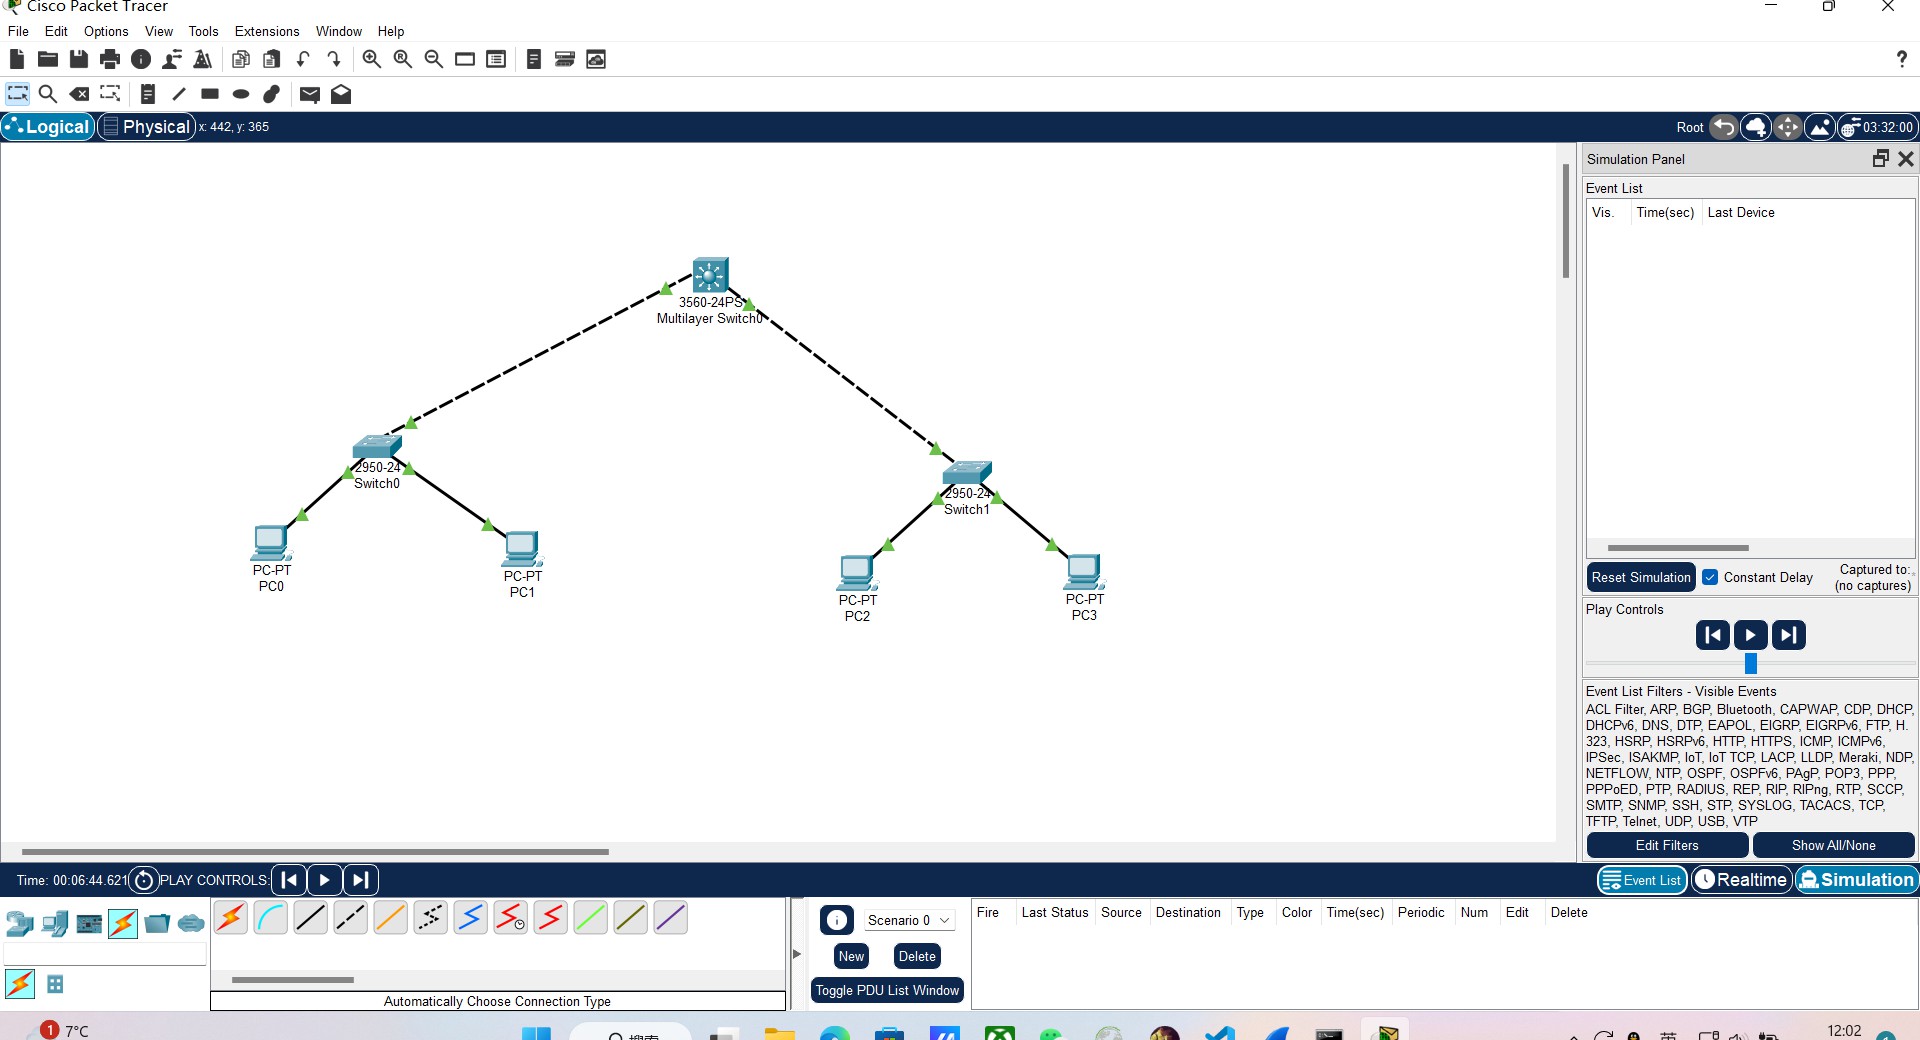 Cisco Packet Tracer
File Edit Options View Tools Extensions Window Help
?
Logical Physical x: 442, y: 365 Root 03:32:00
Simulation Panel
Event List
Vis. Time(sec) Last Device
3560-24PS
Multilayer Switch0
2950-24
Switch0
2950-24
Switch1
PC-PT
PC0
PC-PT
PC1
PC-PT
PC2
PC-PT
PC3
Reset Simulation Constant Delay Captured to:
(no captures)
Play Controls
Event List Filters - Visible Events
ACL Filter, ARP, BGP, Bluetooth, CAPWAP, CDP, DHCP,
DHCPv6, DNS, DTP, EAPOL, EIGRP, EIGRPv6, FTP, H.
323, HSRP, HSRPv6, HTTP, HTTPS, ICMP, ICMPv6,
IPSec, ISAKMP, IoT, IoT TCP, LACP, LLDP, Meraki, NDP,
NETFLOW, NTP, OSPF, OSPFv6, PAgP, POP3, PPP,
PPPoED, PTP, RADIUS, REP, RIP, RIPng, RTP, SCCP,
SMTP, SNMP, SSH, STP, SYSLOG, TACACS, TCP,
TFTP, Telnet, UDP, USB, VTP
Edit Filters Show All/None
Time: 00:06:44.621 PLAY CONTROLS: Event List Realtime Simulation
Automatically Choose Connection Type
Scenario 0
New Delete
Toggle PDU List Window
Fire Last Status Source Destination Type Color Time(sec) Periodic Num Edit Delete
1 7°C 搜索 英 12:02